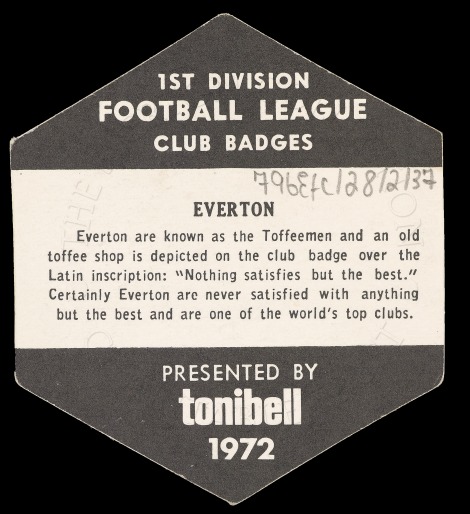 1ST DIVISION
FOOTBALL LEAGUE
CLUB BADGES
796EfC/28/2/37
EVERTON
Everton are known as the Toffeemen and an old
toffee shop is depicted on the club badge over the
Latin inscription: "Nothing satisfies but the best."
Certainly Everton are never satisfied with anything
but the best and are one of the world's top clubs.
PRESENTED BY
tonibell
1972